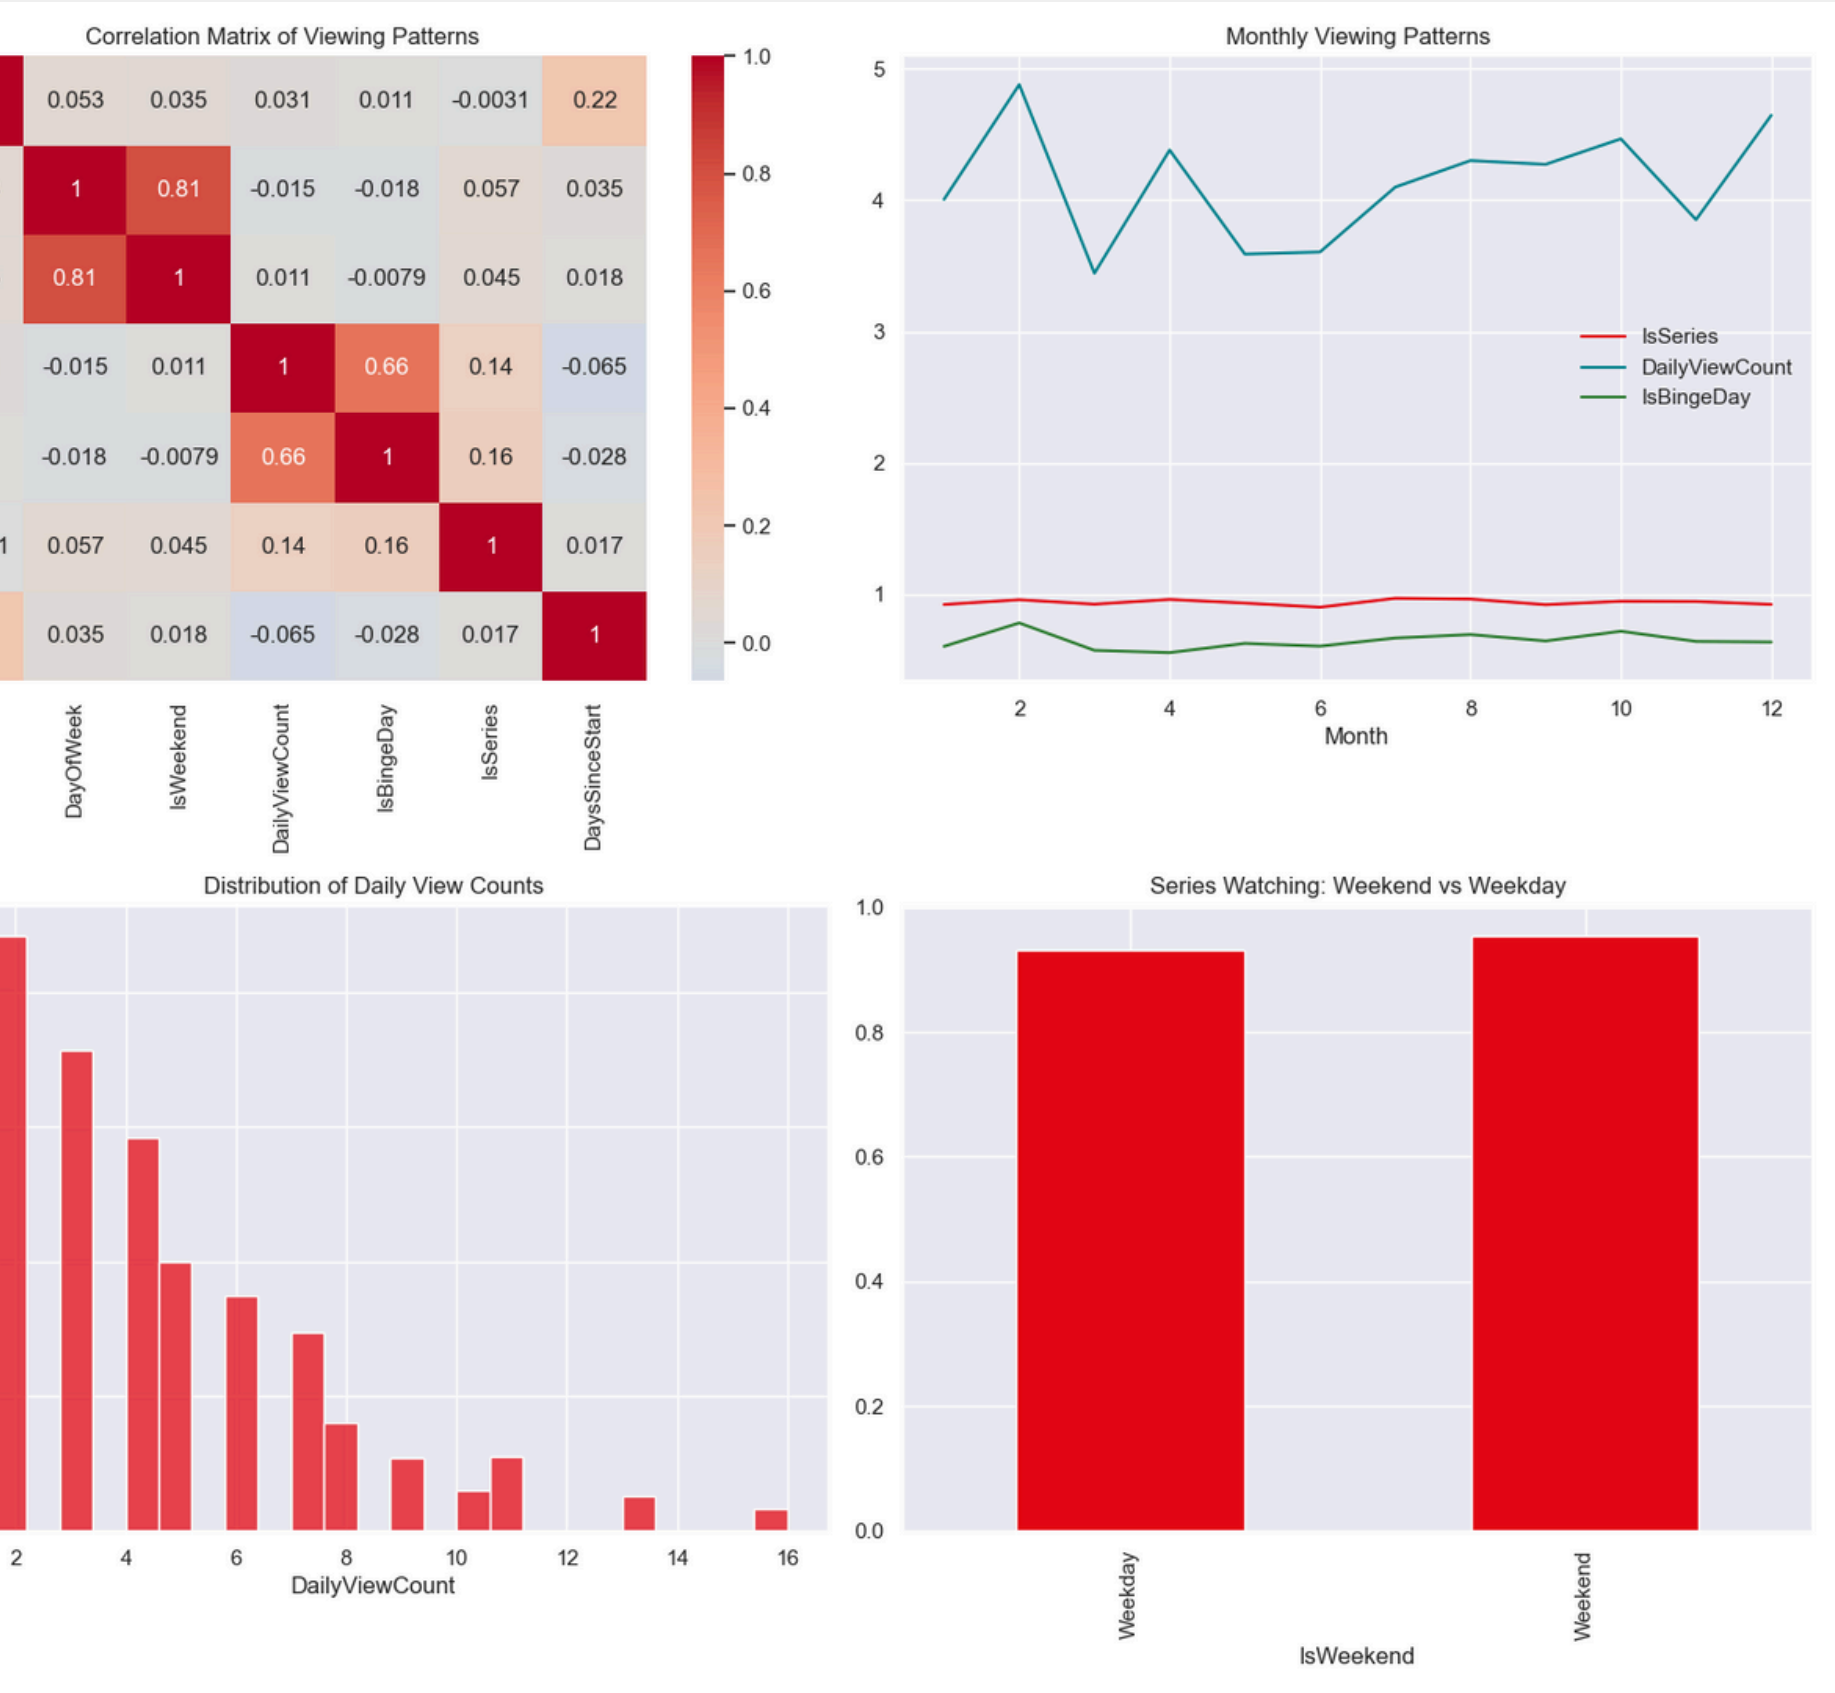 Correlation Matrix of Viewing Patterns
0.053 0.035 0.031 0.011 -0.0031 0.22
1 0.81 -0.015 -0.018 0.057 0.035
0.81 1 0.011 -0.0079 0.045 0.018
-0.015 0.011 1 0.66 0.14 -0.065
-0.018 -0.0079 0.66 1 0.16 -0.028
1 0.057 0.045 0.14 0.16 1 0.017
0.035 0.018 -0.065 -0.028 0.017 1
DayOfWeek
IsWeekend
DailyViewCount
IsBingeDay
IsSeries
DaysSinceStart
1.0
0.8
0.6
0.4
0.2
0.0
Monthly Viewing Patterns
5
4
3
2
1
IsSeries
DailyViewCount
IsBingeDay
2 4 6 8 10 12
Month
Distribution of Daily View Counts
2 4 6 8 10 12 14 16
DailyViewCount
Series Watching: Weekend vs Weekday
1.0
0.8
0.6
0.4
0.2
0.0
Weekday
Weekend
IsWeekend